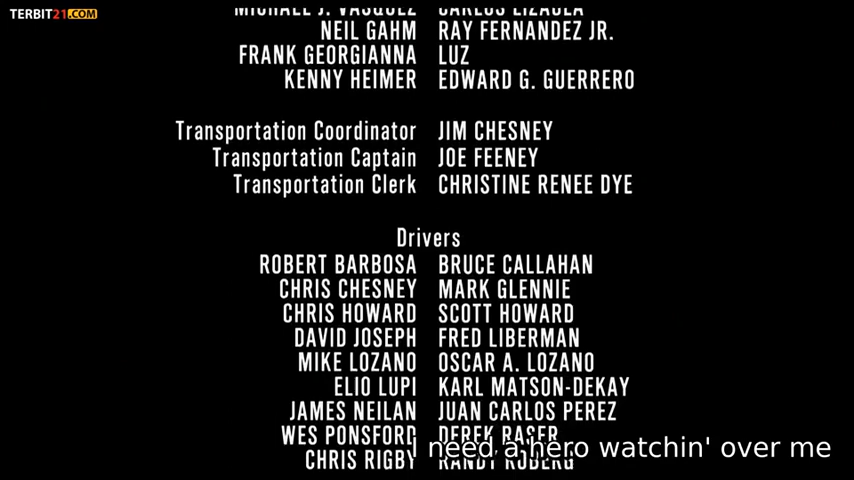 TERBIT21.COM
MICHAEL J. VASQUEZ CARLOS LIZAOLA
NEIL GAHM RAY FERNANDEZ JR.
FRANK GEORGIANNA LUZ
KENNY HEIMER EDWARD G. GUERRERO
Transportation Coordinator JIM CHESNEY
Transportation Captain JOE FEENEY
Transportation Clerk CHRISTINE RENEE DYE
Drivers
ROBERT BARBOSA BRUCE CALLAHAN
CHRIS CHESNEY MARK GLENNIE
CHRIS HOWARD SCOTT HOWARD
DAVID JOSEPH FRED LIBERMAN
MIKE LOZANO OSCAR A. LOZANO
ELIO LUPI KARL MATSON-DEKAY
JAMES NEILAN JUAN CARLOS PEREZ
WES PONSFORD DEREK RASER
I need a hero watchin' over me
CHRIS RIGBY RANDY